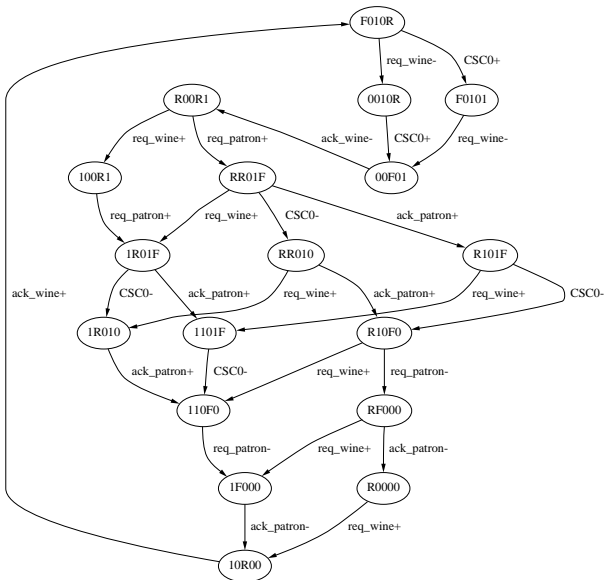 F010R
req_wine-
CSC0+
R00R1
0010R
F0101
req_wine+
req_patron+
ack_wine-
CSC0+
req_wine-
100R1
RR01F
00F01
req_patron+
req_wine+
CSC0-
ack_patron+
1R01F
RR010
R101F
ack_wine+
CSC0-
ack_patron+
req_wine+
ack_patron+
req_wine+
CSC0-
1R010
1101F
R10F0
ack_patron+
CSC0-
req_wine+
req_patron-
110F0
RF000
req_patron-
req_wine+
ack_patron-
1F000
R0000
ack_patron-
req_wine+
10R00